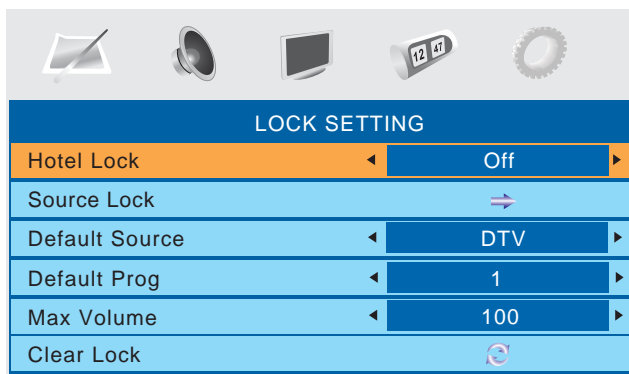 12 47
LOCK SETTING
Hotel Lock Off
Source Lock
Default Source DTV
Default Prog 1
Max Volume 100
Clear Lock